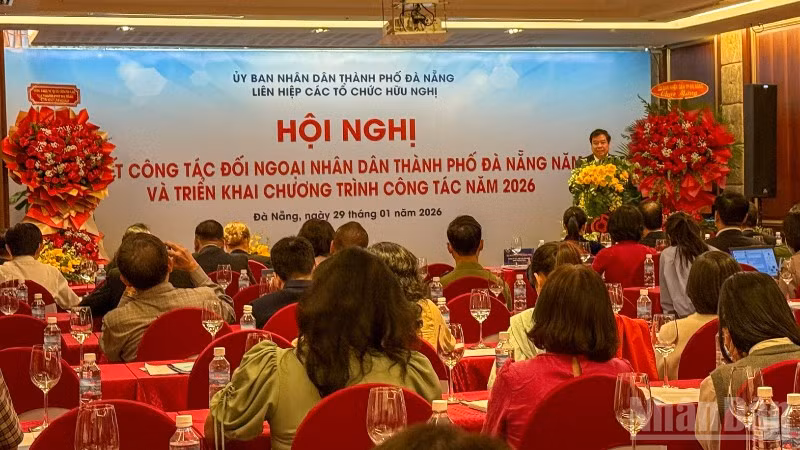 ỦY BAN NHÂN DÂN THÀNH PHỐ ĐÀ NẴNG
LIÊN HIỆP CÁC TỔ CHỨC HỮU NGHỊ
HỘI NGHỊ
CÔNG TÁC ĐỐI NGOẠI NHÂN DÂN THÀNH PHỐ ĐÀ NẴNG NĂM
VÀ TRIỂN KHAI CHƯƠNG TRÌNH CÔNG TÁC NĂM 2026
Đà Nẵng, ngày 29 tháng 01 năm 2026
NhanDan